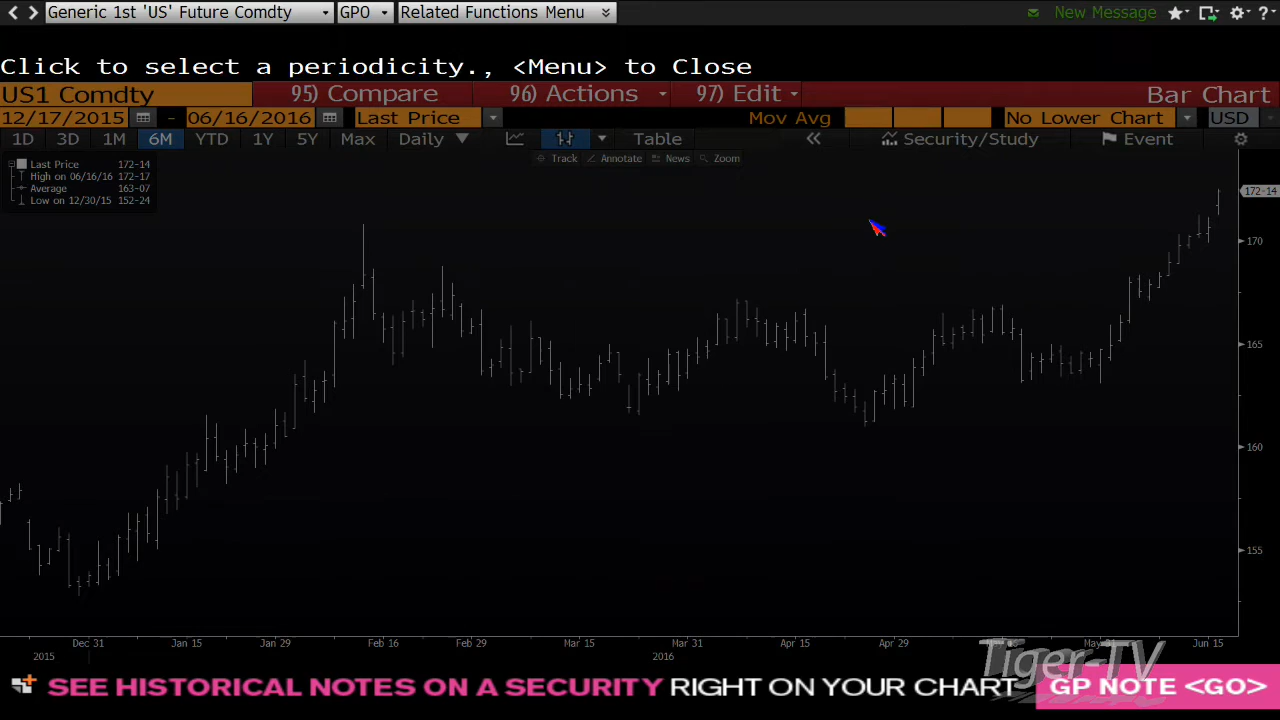 Generic 1st 'US' Future Comdty GPO Related Functions Menu New Message ?
Click to select a periodicity., <Menu> to Close
US1 Comdty 95) Compare 96) Actions 97) Edit Bar Chart
12/17/2015 - 06/16/2016 Last Price Mov Avg No Lower Chart USD
1D 3D 1M 6M YTD 1Y 5Y Max Daily Table Security/Study Event
Track Annotate News Zoom
Last Price 172-14
High on 06/16/16 172-17
Average 163-07
Low on 12/30/15 152-24
172-14
170
165
160
155
Dec 31 Jan 15 Jan 29 Feb 16 Feb 29 Mar 15 Mar 31 Apr 15 Apr 29 Jun 15
2015 2016
Tiger-TV
SEE HISTORICAL NOTES ON A SECURITY RIGHT ON YOUR CHART GP NOTE <GO>